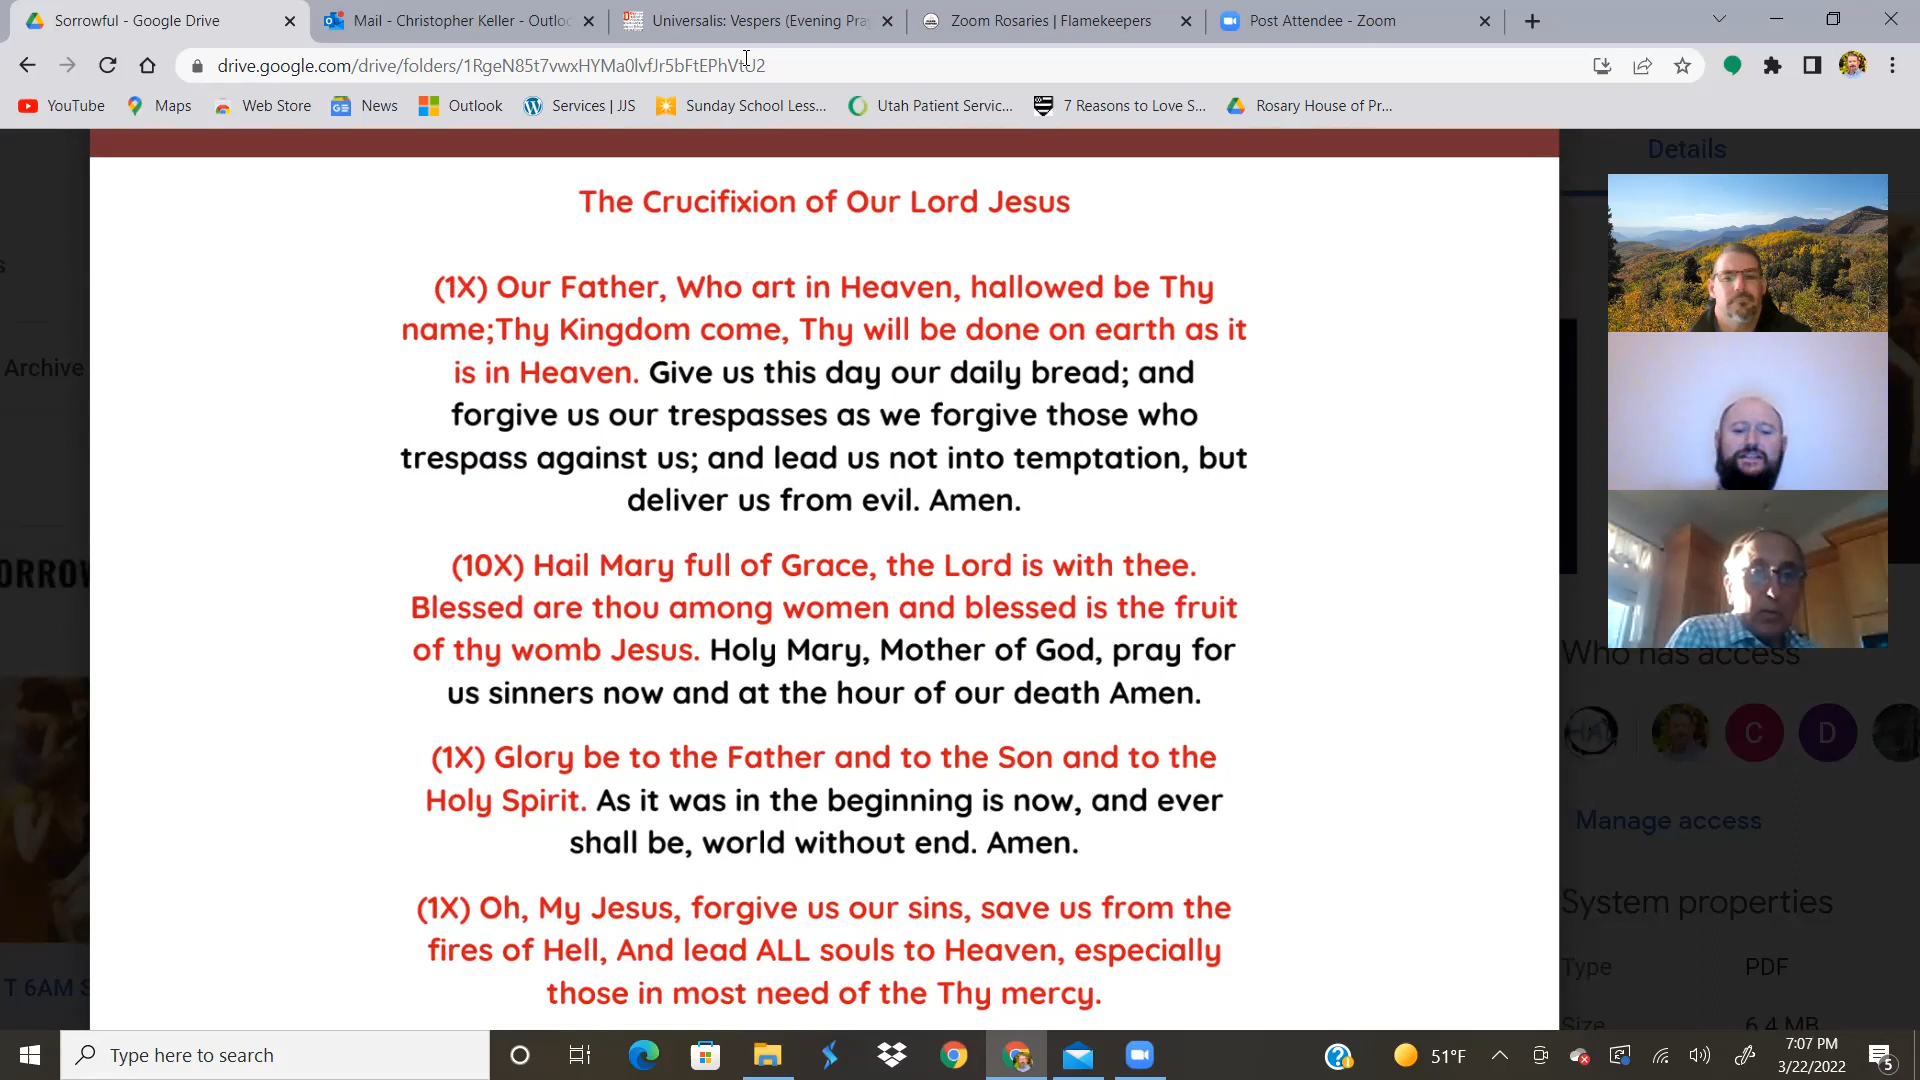 Sorrowful - Google Drive
Mail - Christopher Keller - Outloo
Universalis: Vespers (Evening Pra
Zoom Rosaries | Flamekeepers
Post Attendee - Zoom
drive.google.com/drive/folders/1RgeN85t7vwxHYMa0lvfJr5bFtEPhVtU2
YouTube
Maps
Web Store
News
Outlook
Services | JJS
Sunday School Less...
Utah Patient Servic...
7 Reasons to Love S...
Rosary House of Pr...
Details
The Crucifixion of Our Lord Jesus
(1X) Our Father, Who art in Heaven, hallowed be Thy
name;Thy Kingdom come, Thy will be done on earth as it
is in Heaven. Give us this day our daily bread; and
forgive us our trespasses as we forgive those who
trespass against us; and lead us not into temptation, but
deliver us from evil. Amen.
(10X) Hail Mary full of Grace, the Lord is with thee.
Blessed are thou among women and blessed is the fruit
of thy womb Jesus. Holy Mary, Mother of God, pray for
us sinners now and at the hour of our death Amen.
(1X) Glory be to the Father and to the Son and to the
Holy Spirit. As it was in the beginning is now, and ever
shall be, world without end. Amen.
(1X) Oh, My Jesus, forgive us our sins, save us from the
fires of Hell, And lead ALL souls to Heaven, especially
those in most need of the Thy mercy.
Archive
ORROW
T 6AM S
Who has access
C
D
Manage access
System properties
Type
PDF
Size
6.4 MB
Type here to search
51°F
7:07 PM
3/22/2022
5